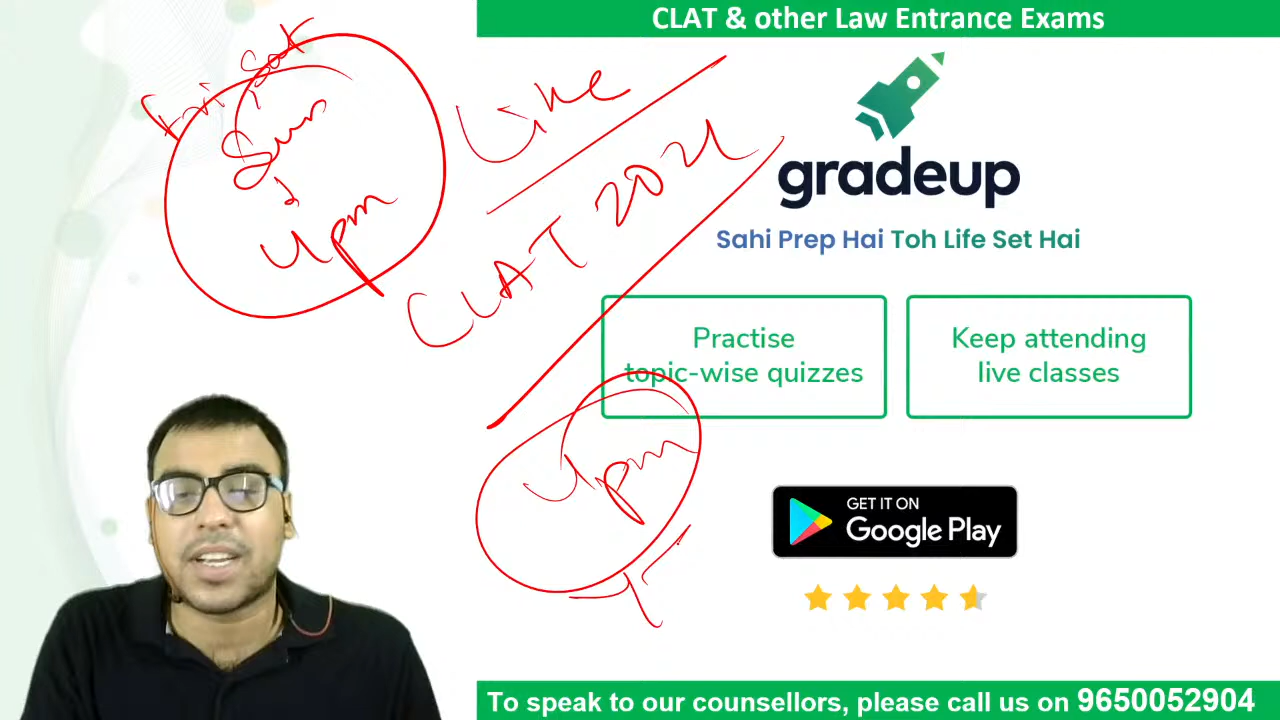 CLAT & other Law Entrance Exams
Fri, Sat
Sun
4pm
Like
CLAT 2021
gradeup
Sahi Prep Hai Toh Life Set Hai
Practise
topic-wise quizzes
Keep attending
live classes
4pm
GET IT ON
Google Play
To speak to our counsellors, please call us on 9650052904